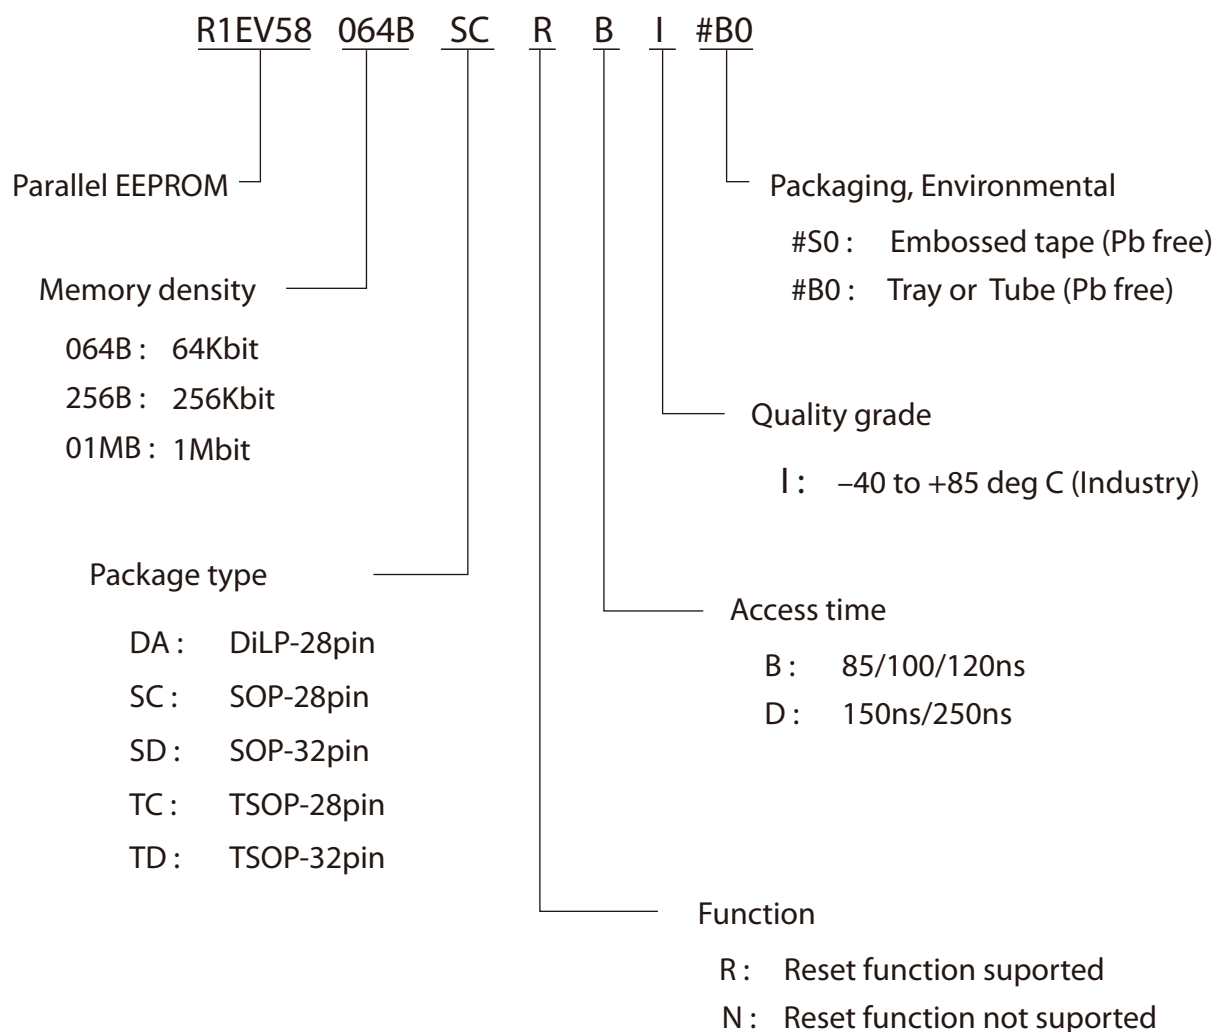 R1EV58 064B SC R B I #B0
Parallel EEPROM
Memory density
064B : 64Kbit
256B : 256Kbit
01MB : 1Mbit
Package type
DA : DiLP-28pin
SC : SOP-28pin
SD : SOP-32pin
TC : TSOP-28pin
TD : TSOP-32pin
Packaging, Environmental
#S0 : Embossed tape (Pb free)
#B0 : Tray or Tube (Pb free)
Quality grade
I : –40 to +85 deg C (Industry)
Access time
B : 85/100/120ns
D : 150ns/250ns
Function
R : Reset function suported
N : Reset function not suported